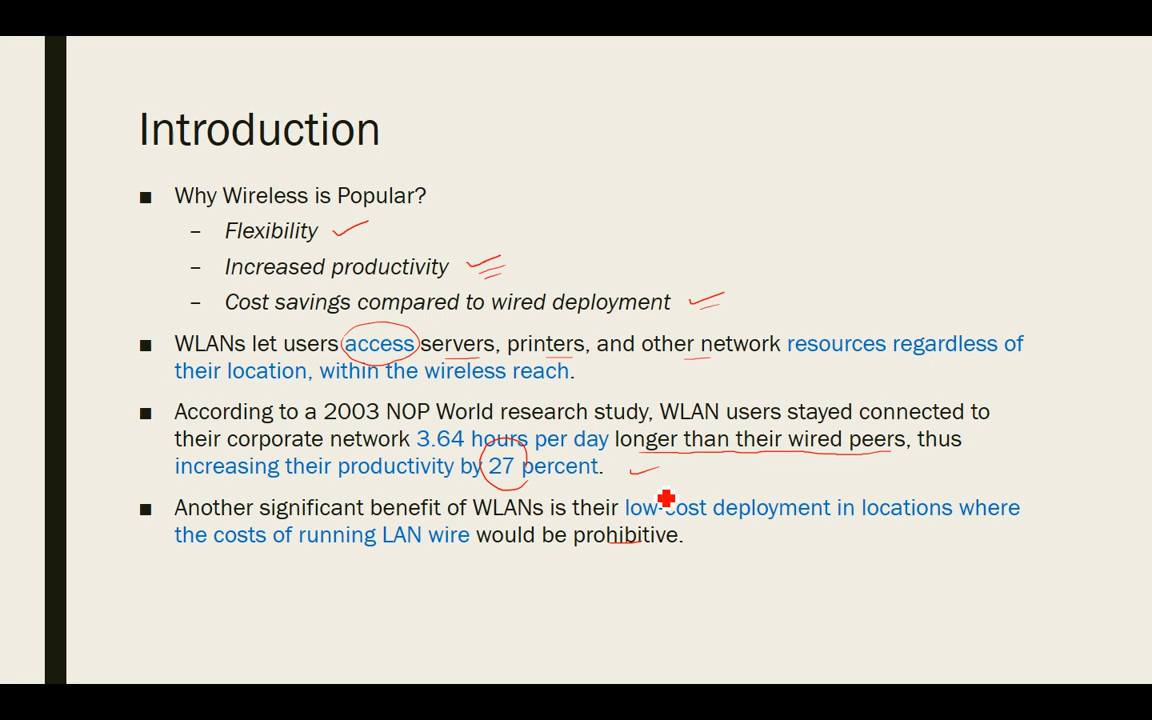 Introduction
■ Why Wireless is Popular?
– Flexibility
– Increased productivity
– Cost savings compared to wired deployment
■ WLANs let users access servers, printers, and other network resources regardless of
their location, within the wireless reach.
■ According to a 2003 NOP World research study, WLAN users stayed connected to
their corporate network 3.64 hours per day longer than their wired peers, thus
increasing their productivity by 27 percent.
■ Another significant benefit of WLANs is their low-cost deployment in locations where
the costs of running LAN wire would be prohibitive.